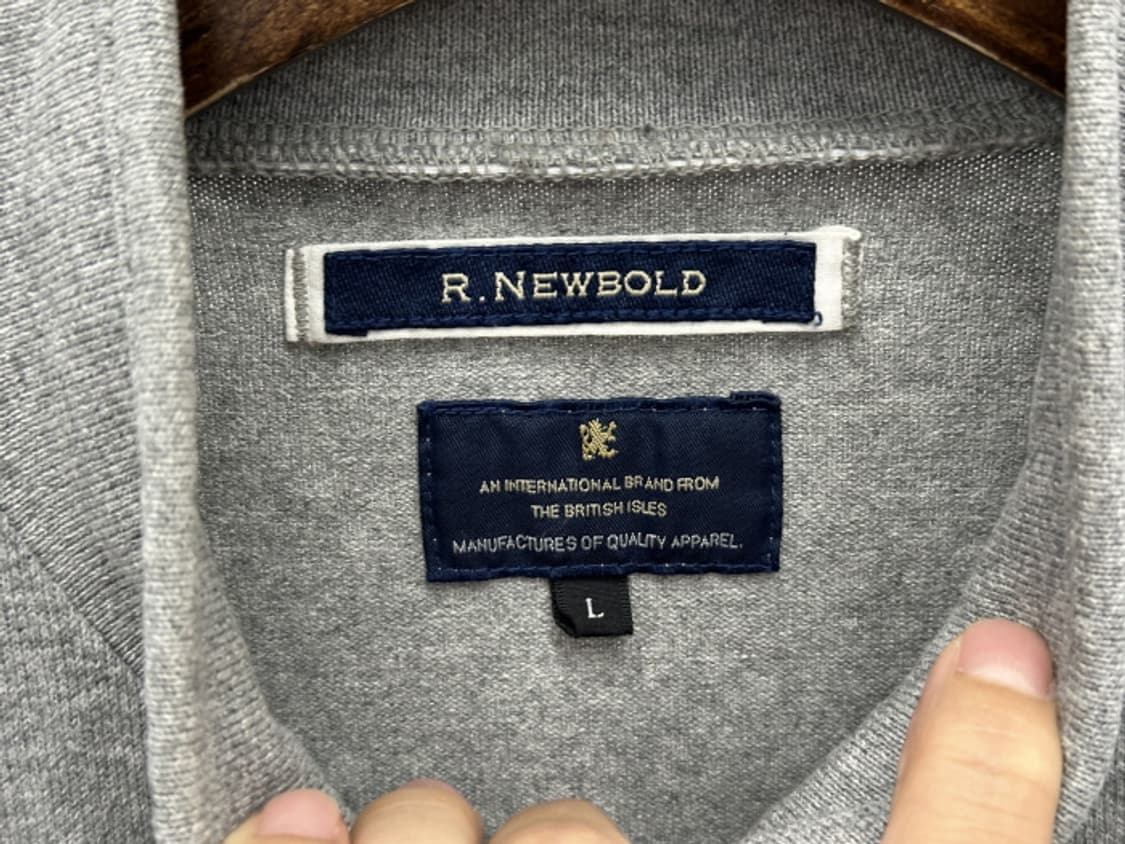 R.NEWBOLD
AN INTERNATIONAL BRAND FROM
THE BRITISH ISLES
MANUFACTURES OF QUALITY APPAREL.
L